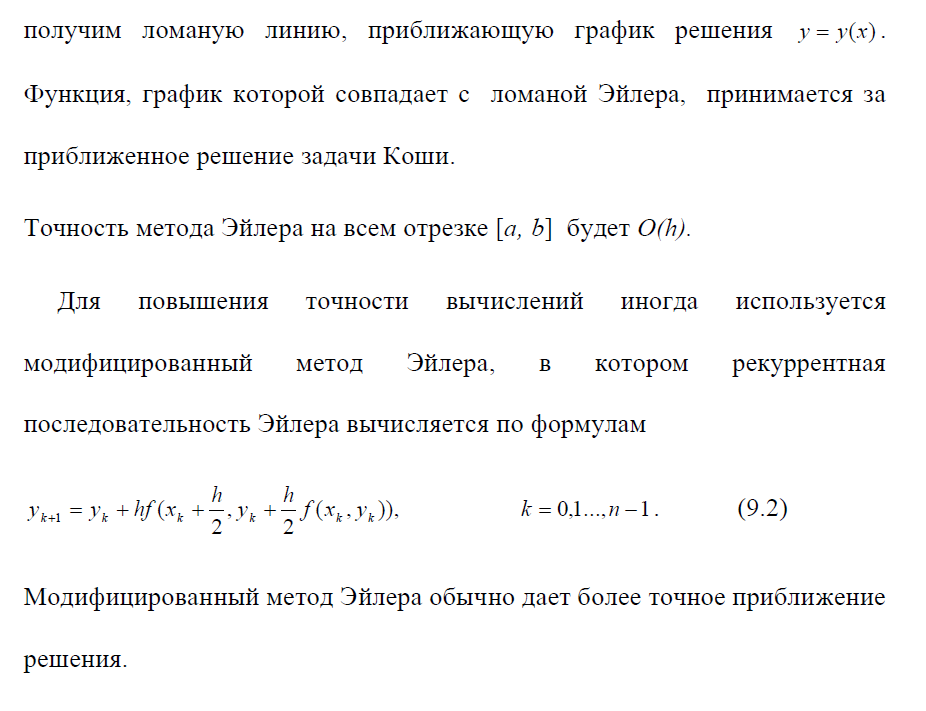 получим ломаную линию, приближающую график решения y = y(x).
Функция, график которой совпадает с ломаной Эйлера, принимается за
приближенное решение задачи Коши.
Точность метода Эйлера на всем отрезке [a, b] будет O(h).
Для повышения точности вычислений иногда используется
модифицированный метод Эйлера, в котором рекуррентная
последовательность Эйлера вычисляется по формулам
y_{k+1} = y_k + hf(x_k + \frac{h}{2}, y_k + \frac{h}{2} f(x_k, y_k)), k = 0,1...,n − 1. (9.2)
Модифицированный метод Эйлера обычно дает более точное приближение
решения.